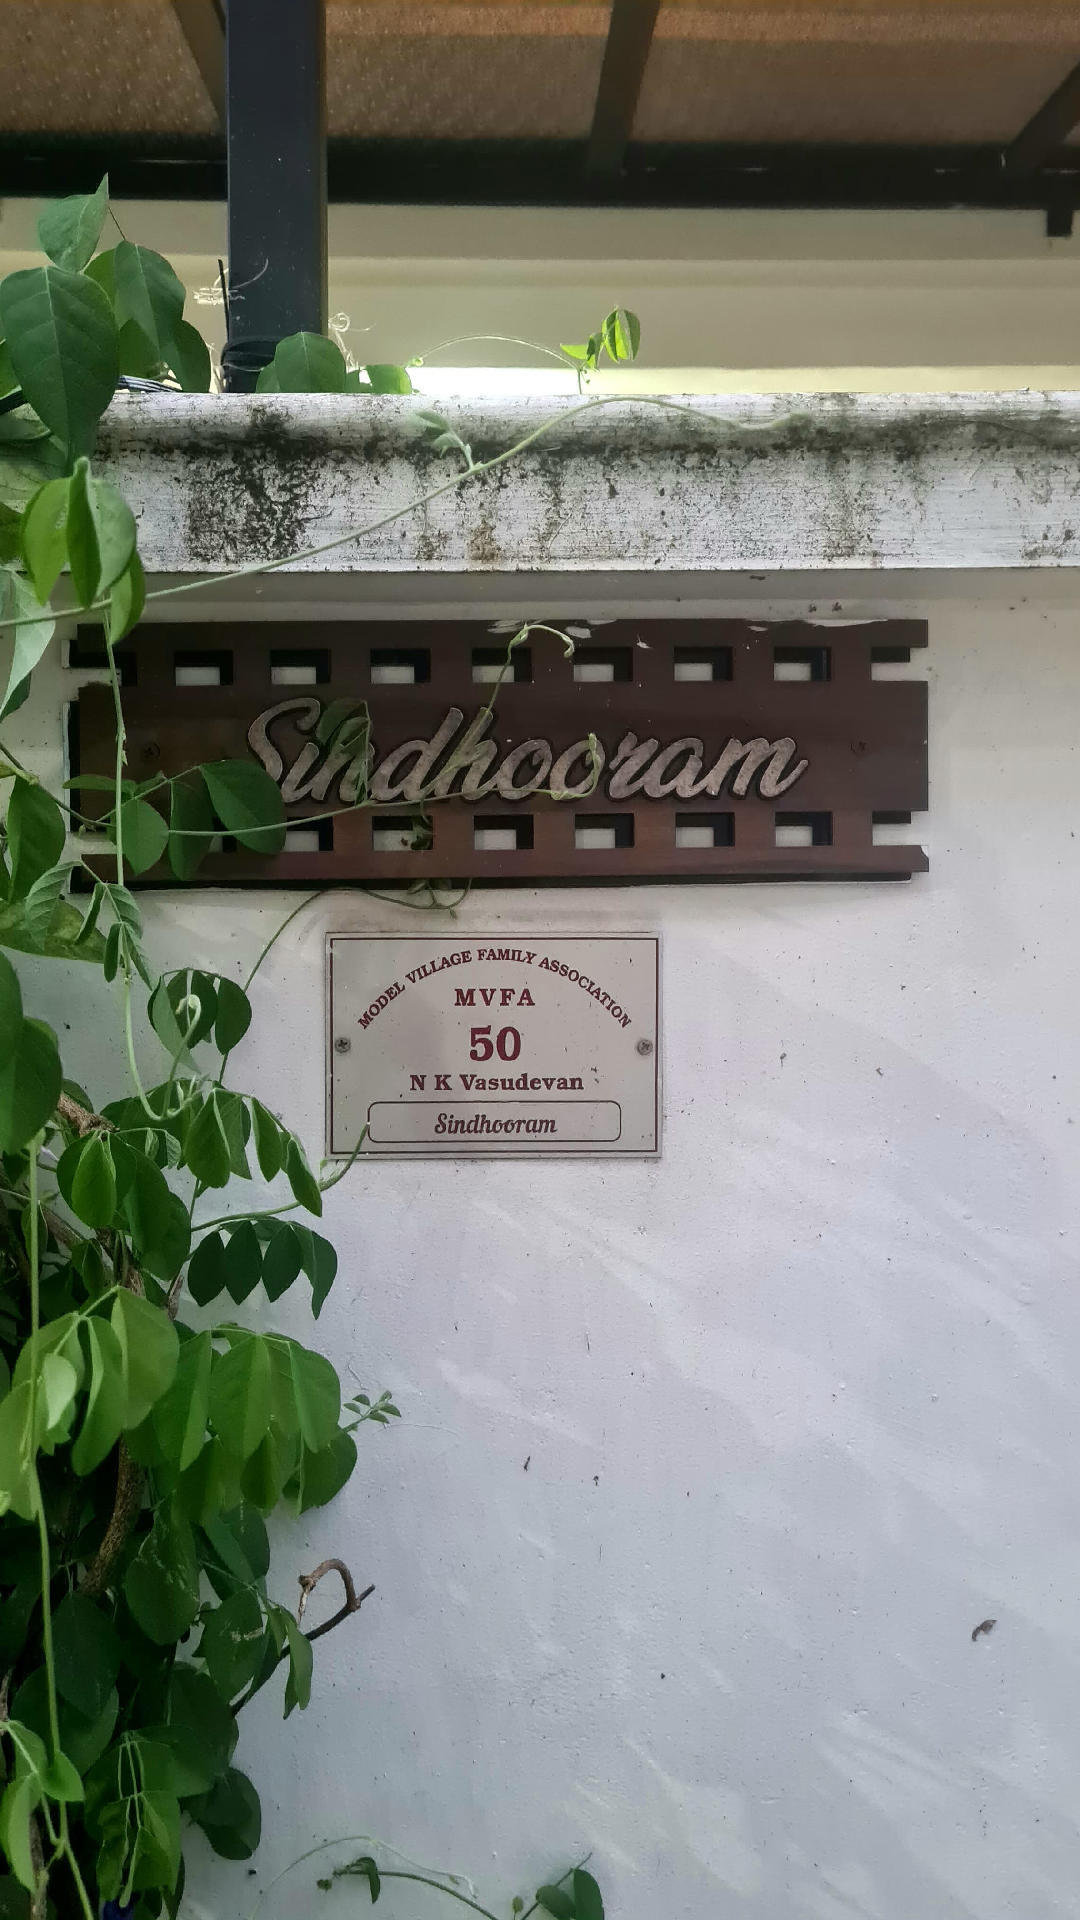 Sindhooram
MODEL VILLAGE FAMILY ASSOCIATION
MVFA
50
N K Vasudevan
Sindhooram